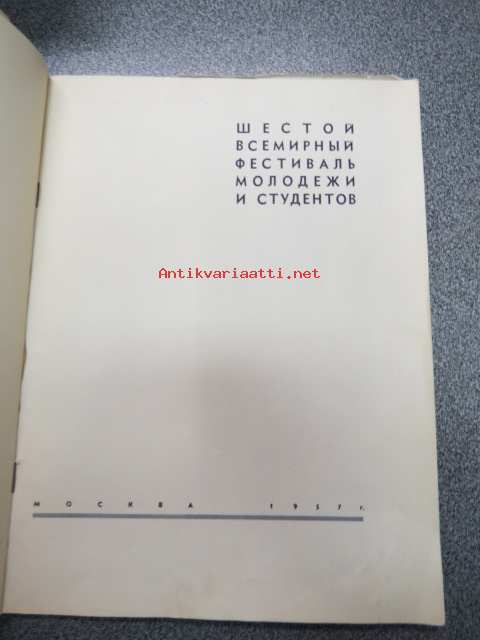 ШЕСТОЙ
ВСЕМИРНЫЙ
ФЕСТИВАЛЬ
МОЛОДЕЖИ
И СТУДЕНТОВ
Antikvariaatti.net
МОСКВА 1957 г.